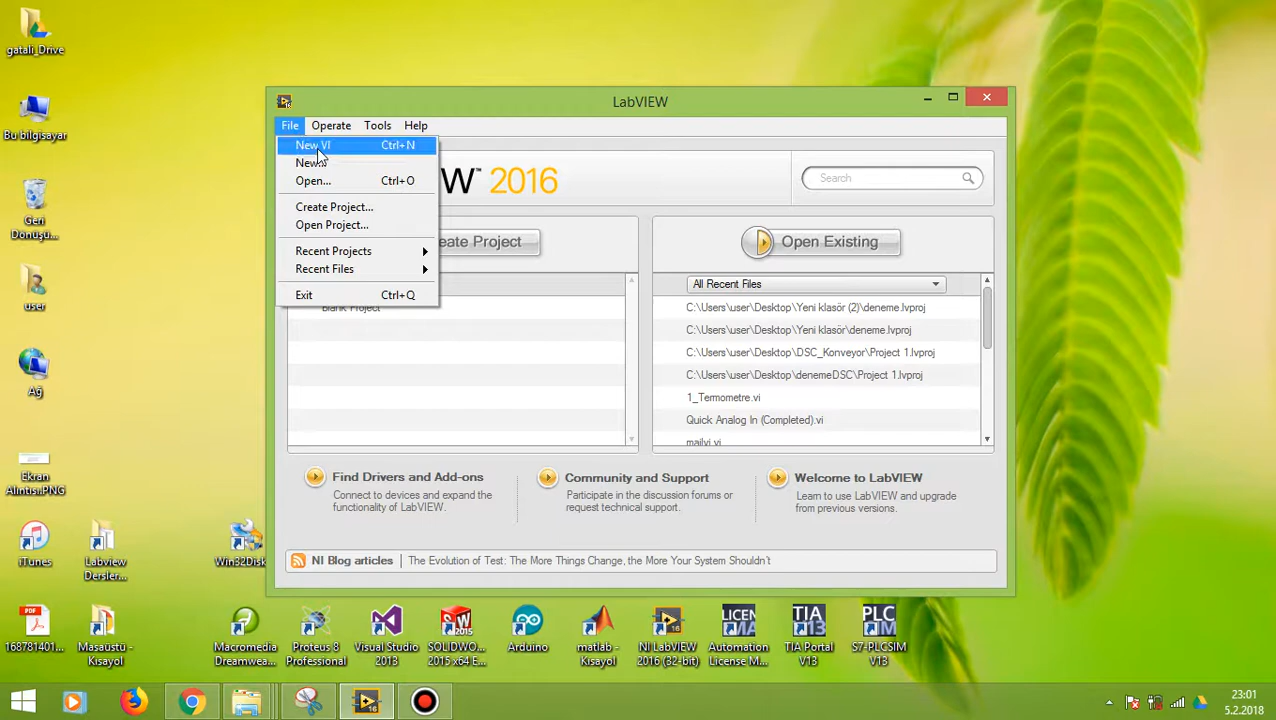 gatali_Drive
Bu bilgisayar
Geri
Dönüşü...
user
Ağ
Ekran
Alıntısı.PNG
iTunes
Labview
Dersler...
Win32Disk
LabVIEW
File Operate Tools Help
New VI Ctrl+N
New...
Open... Ctrl+O
Create Project...
Open Project...
Recent Projects
Recent Files
Exit Ctrl+Q
W™ 2016
Search
eate Project
Open Existing
Blank Project
All Recent Files
C:\Users\user\Desktop\Yeni klasör (2)\deneme.lvproj
C:\Users\user\Desktop\Yeni klasör\deneme.lvproj
C:\Users\user\Desktop\DSC_Konveyor\Project 1.lvproj
C:\Users\user\Desktop\denemeDSC\Project 1.lvproj
1_Termometre.vi
Quick Analog In (Completed).vi
mailvi.vi
Find Drivers and Add-ons
Connect to devices and expand the
functionality of LabVIEW.
Community and Support
Participate in the discussion forums or
request technical support.
Welcome to LabVIEW
Learn to use LabVIEW and upgrade
from previous versions.
NI Blog articles
The Evolution of Test: The More Things Change, the More Your System Shouldn't
PDF
168781401...
Masaüstü -
Kısayol
Macromedia
Dreamwea...
Proteus 8
Professional
Visual Studio
2013
SOLIDWO...
2015 x64 E...
Arduino
matlab -
Kısayol
NI LabVIEW
2016 (32-bit)
Automation
License M...
TIA
13
TIA Portal
V13
PLC
SIM
S7-PLCSIM
V13
23:01
5.2.2018